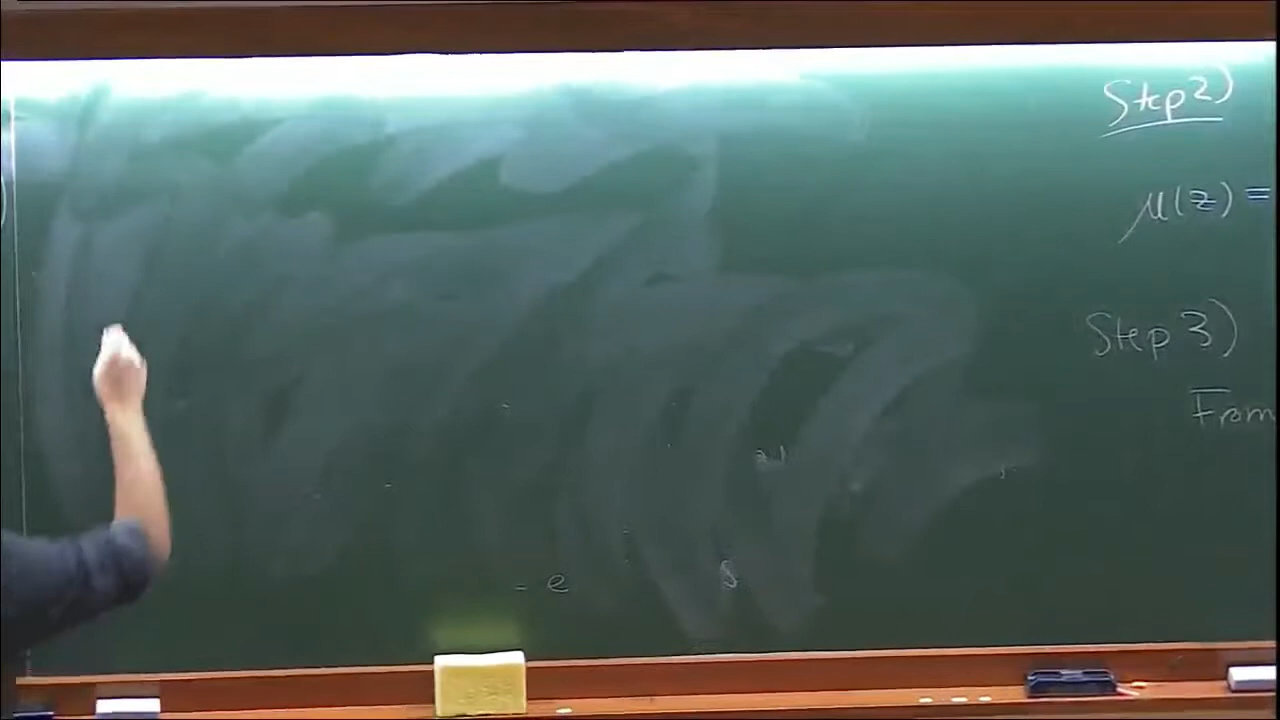 Step 2)
μ(z) =
Step 3)
From
= e